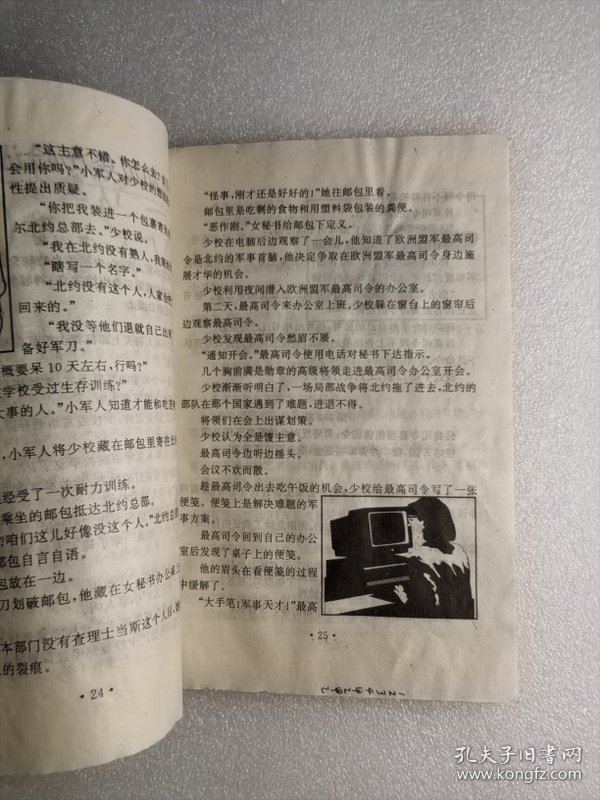 “这主意不错。你怎么去？
会用你吗？”小军人对少校的
性提出质疑。
“你把我装进一个包裹寄
尔北约总部去。”少校说。
“我在北约没有熟人，我寄
“瞎写一个名字。”
“北约没有这个人，人家会
回来的。”
“我没等他们退就自己出
备好军刀。”
概要呆10天左右，行吗？”
学校受过生存训练？”
大事的人。”小军人知道才能和吃苦
，小军人将少校藏在邮包里寄往
经受了一次耐力训练。
乘坐的邮包抵达北约总部。
？咱们这儿好像没这个人，”北约
邮包自言自语。
包放在一边。
刀划破邮包，他藏在女秘书办公桌上
本部门没有查理士当斯这个人后，
的裂痕。
·24·
“怪事，刚才还是好好的！”她往邮包里看。
邮包里是吃剩的食物和用塑料袋包装的粪便。
“恶作剧。”女秘书给邮包下定义。
少校在电脑后边观察了一会儿，他知道了欧洲盟军最高司
令是北约的军事首脑，他决定争取在欧洲盟军最高司令身边施
展才华的机会。
少校利用夜间潜入欧洲盟军最高司令的办公室。
第二天，最高司令来办公室上班。少校躲在窗台上的窗帘后
边观察最高司令。
少校发现最高司令愁眉不展。
“通知开会。”最高司令使用电话对秘书下达指示。
几个胸前满是勋章的高级将领走进最高司令办公室开会。
少校渐渐听明白了，一场局部战争将北约拖了进去，北约的
部队在那个国家遇到了难题，进退不得。
将领们在会上出谋划策。
少校认为全是馊主意。
最高司令边听边摇头。
会议不欢而散。
趁最高司令出去吃午饭的机会，少校给最高司令写了一张
便笺。便笺上是解决难题的军
事方案。
最高司令回到自己的办公
室后发现了桌子上的便笺。
他的眉头在看便笺的过程
中缓解了。
“大手笔！军事天才！”最高
·25·
孔夫子旧书网
www.kongfz.com